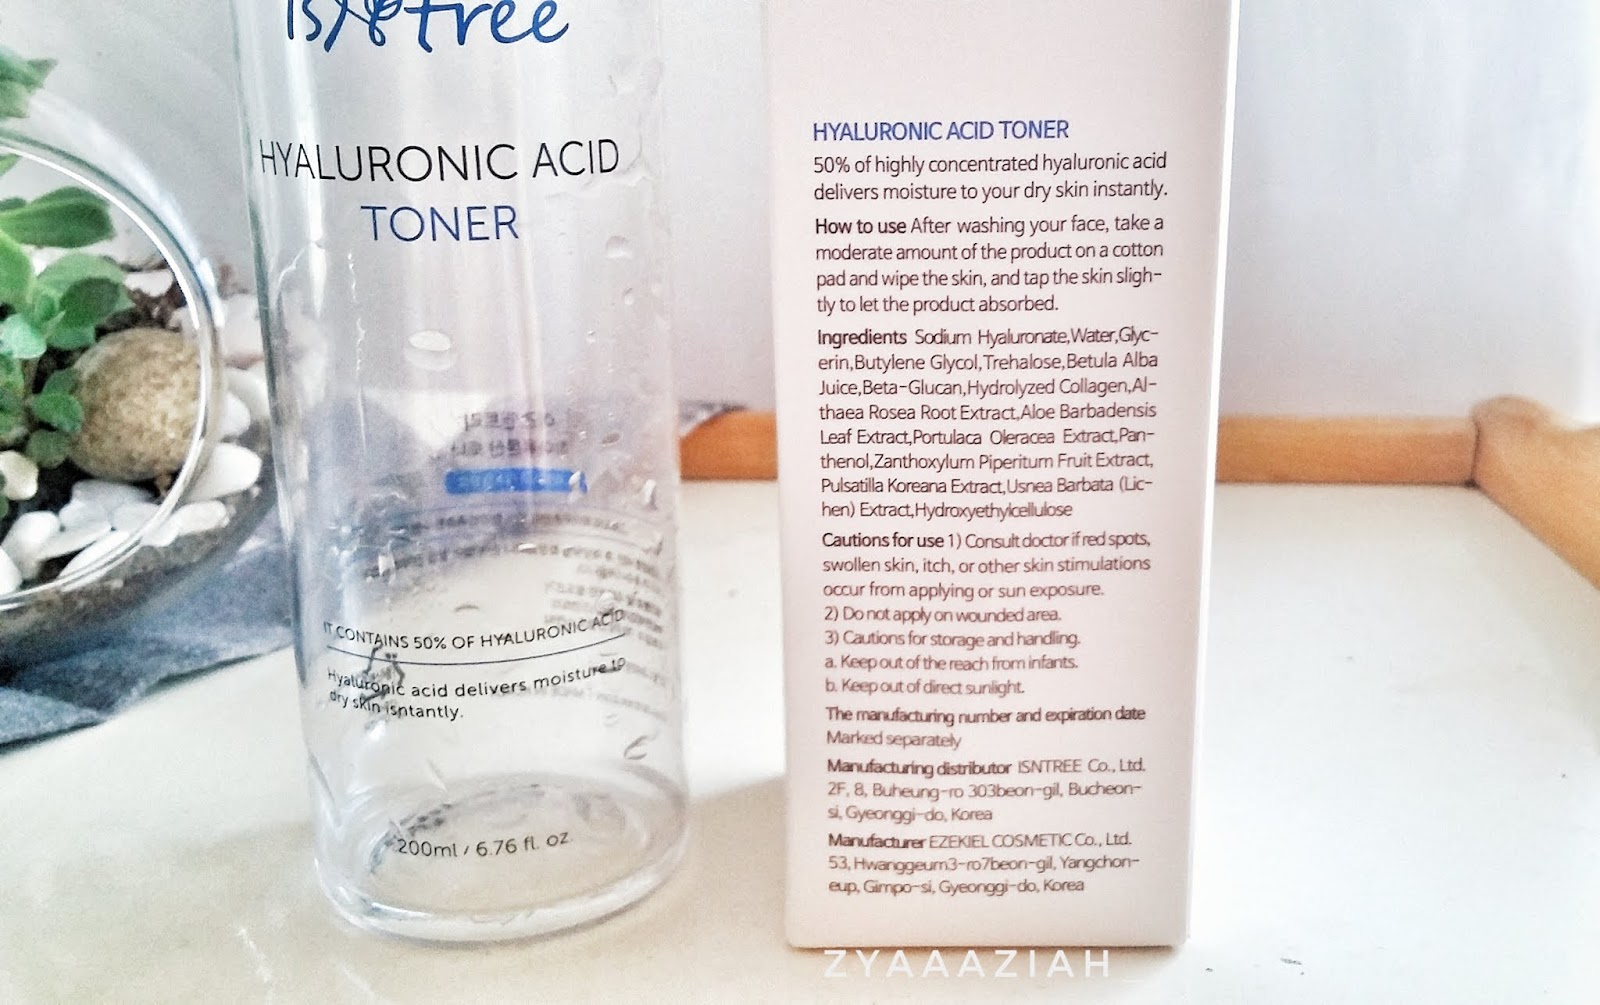 IsNtree
HYALURONIC ACID
TONER
IT CONTAINS 50% OF HYALURONIC ACID
Hyaluronic acid delivers moisture to
dry skin isntantly.
200ml / 6.76 fl. oz.
HYALURONIC ACID TONER
50% of highly concentrated hyaluronic acid
delivers moisture to your dry skin instantly.
How to use After washing your face, take a
moderate amount of the product on a cotton
pad and wipe the skin, and tap the skin sligh-
tly to let the product absorbed.
Ingredients Sodium Hyaluronate,Water,Glyc-
erin,Butylene Glycol,Trehalose,Betula Alba
Juice,Beta-Glucan,Hydrolyzed Collagen,Al-
thaea Rosea Root Extract,Aloe Barbadensis
Leaf Extract,Portulaca Oleracea Extract,Pan-
thenol,Zanthoxylum Piperitum Fruit Extract,
Pulsatilla Koreana Extract,Usnea Barbata (Lic-
hen) Extract,Hydroxyethylcellulose
Cautions for use 1) Consult doctor if red spots,
swollen skin, itch, or other skin stimulations
occur from applying or sun exposure.
2) Do not apply on wounded area.
3) Cautions for storage and handling.
a. Keep out of the reach from infants.
b. Keep out of direct sunlight.
The manufacturing number and expiration date
Marked separately
Manufacturing distributor ISNTREE Co., Ltd.
2F, 8, Buheung-ro 303beon-gil, Bucheon-
si, Gyeonggi-do, Korea
Manufacturer EZEKIEL COSMETIC Co., Ltd.
53, Hwanggeum3-ro7beon-gil, Yangchon-
eup, Gimpo-si, Gyeonggi-do, Korea
ZYAAAZIAH